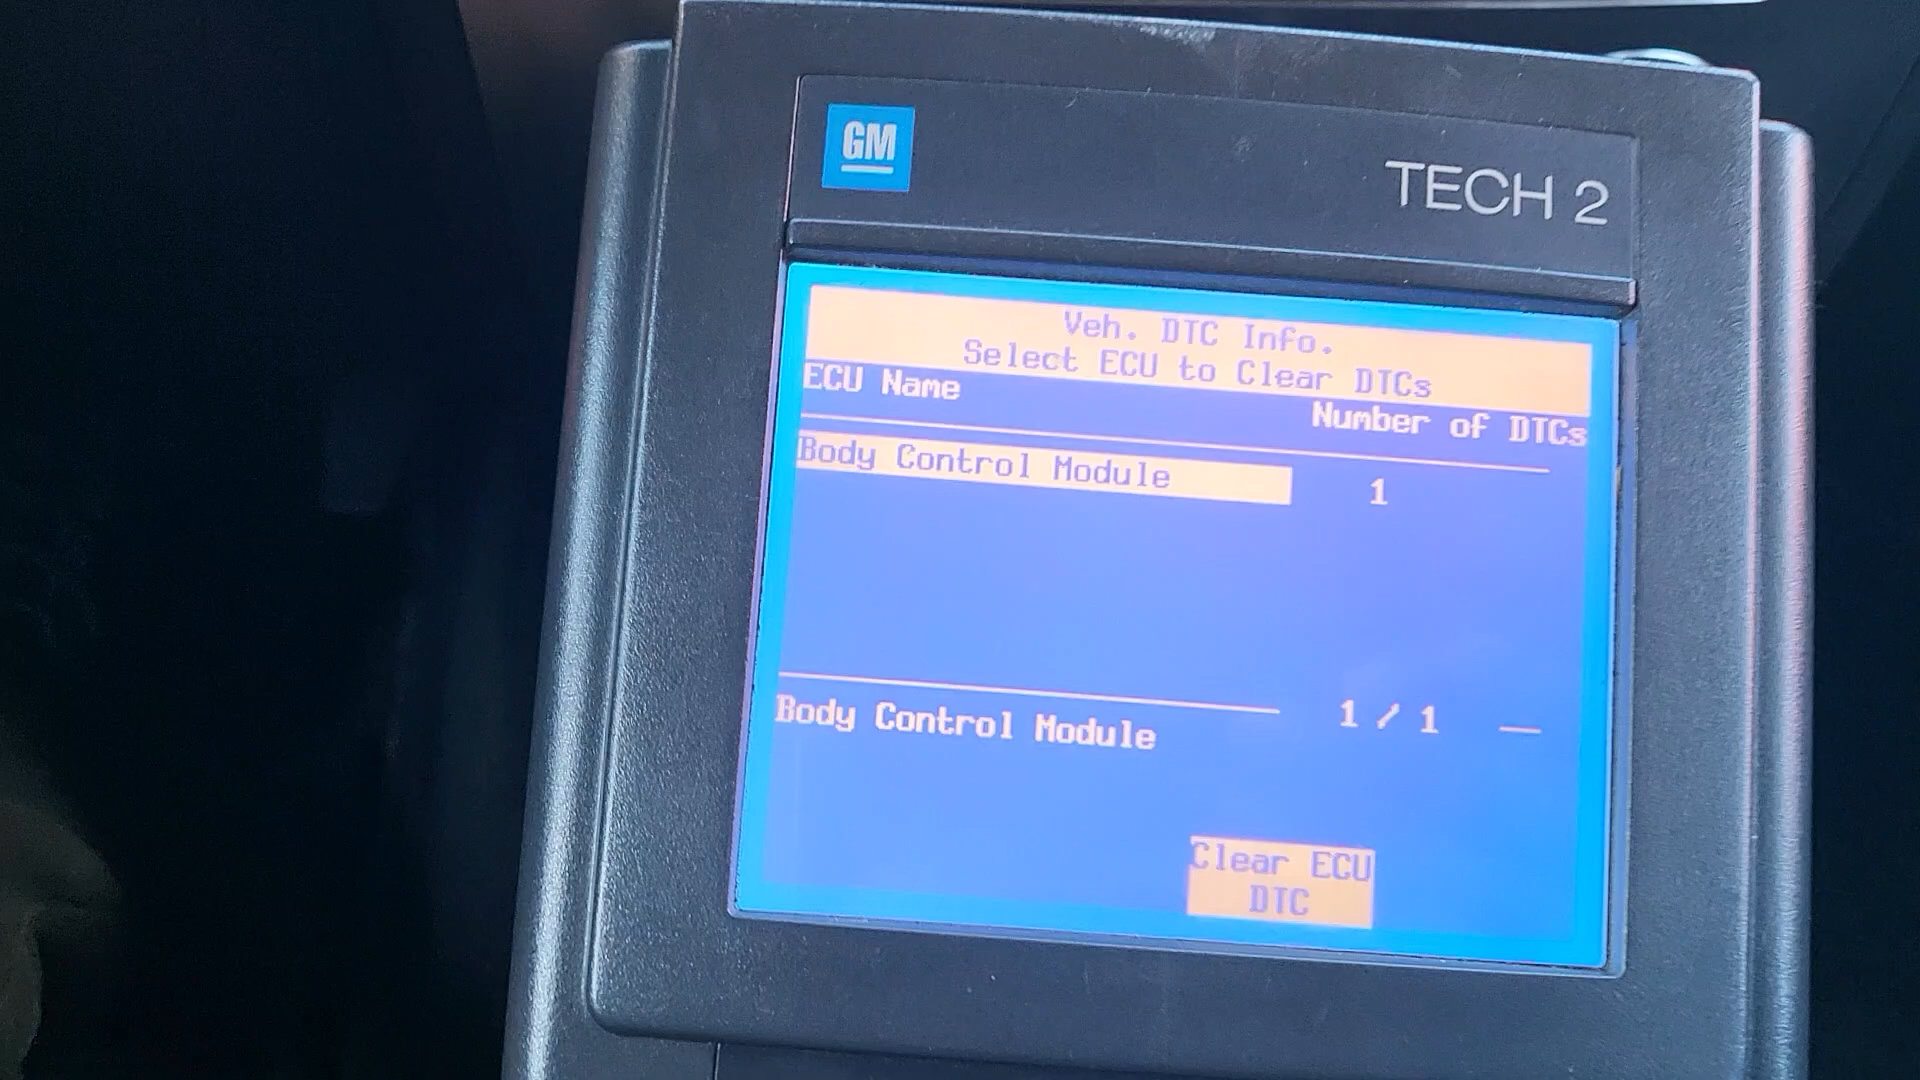 GM
TECH 2
Veh. DTC Info.
Select ECU to Clear DTCs
ECU Name
Number of DTCs
Body Control Module 1
Body Control Module 1 / 1
Clear ECU
DTC